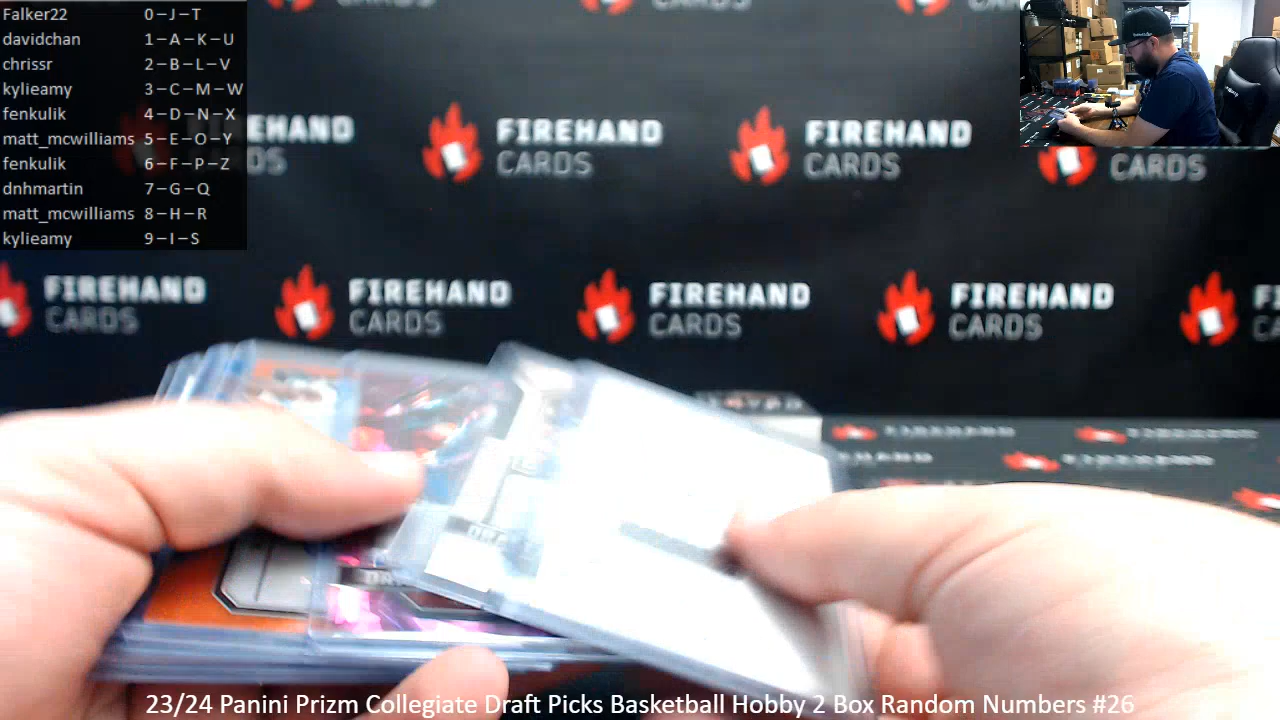 Falker22 0-J-T
davidchan 1-A-K-U
chrissr 2-B-L-V
kylieamy 3-C-M-W
fenkulik 4-D-N-X
matt_mcwilliams 5-E-O-Y
fenkulik 6-F-P-Z
dnhmartin 7-G-Q
matt_mcwilliams 8-H-R
kylieamy 9-I-S
EHAND
DS
FIREHAND
CARDS
FIREHAND
CARDS
CARDS
FIREHAND
CARDS
FIREHAND
CARDS
FIREHAND
CARDS
FIREHAND
CARDS
23/24 Panini Prizm Collegiate Draft Picks Basketball Hobby 2 Box Random Numbers #26